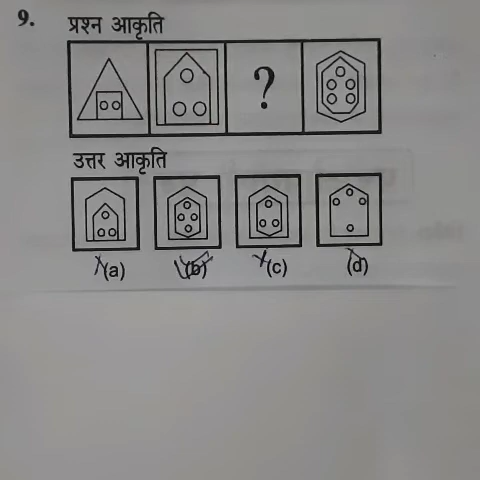 9. प्रश्न आकृति
?
उत्तर आकृति
(a) (b) (c) (d)